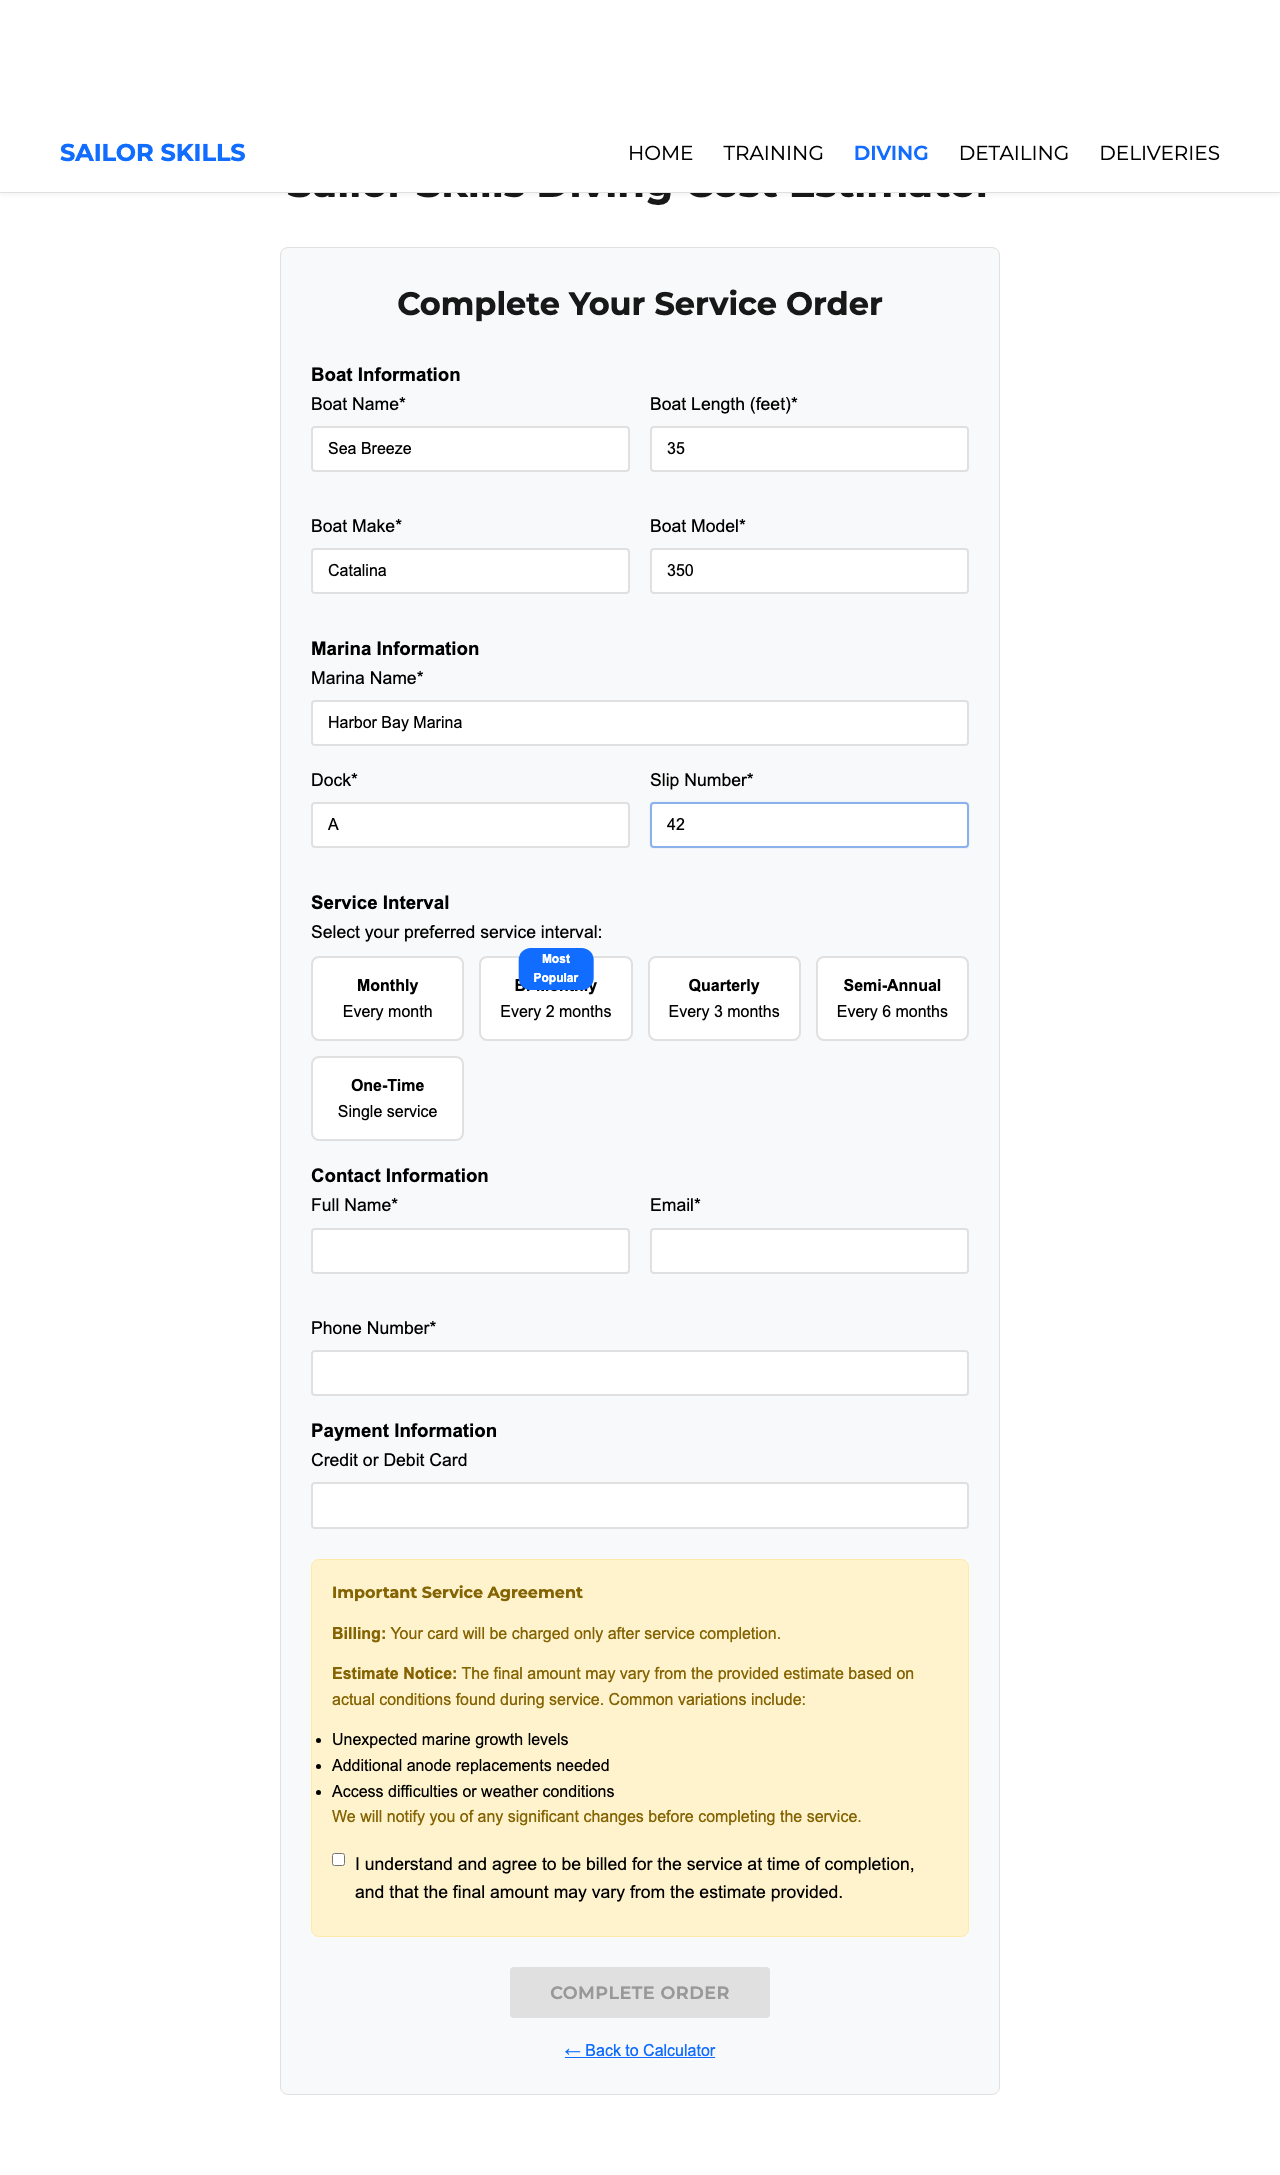 SAILOR SKILLS
HOME TRAINING DIVING DETAILING DELIVERIES
Sailor Skills Diving Cost Estimator
Complete Your Service Order
Boat Information
Boat Name* Boat Length (feet)*
Sea Breeze 35
Boat Make* Boat Model*
Catalina 350
Marina Information
Marina Name*
Harbor Bay Marina
Dock* Slip Number*
A 42
Service Interval
Select your preferred service interval:
Most
Popular
Monthly Quarterly Semi-Annual
Every month Every 2 months Every 3 months Every 6 months
One-Time
Single service
Contact Information
Full Name* Email*
Phone Number*
Payment Information
Credit or Debit Card
Important Service Agreement
Billing: Your card will be charged only after service completion.
Estimate Notice: The final amount may vary from the provided estimate based on
actual conditions found during service. Common variations include:
• Unexpected marine growth levels
• Additional anode replacements needed
• Access difficulties or weather conditions
We will notify you of any significant changes before completing the service.
I understand and agree to be billed for the service at time of completion,
and that the final amount may vary from the estimate provided.
COMPLETE ORDER
← Back to Calculator